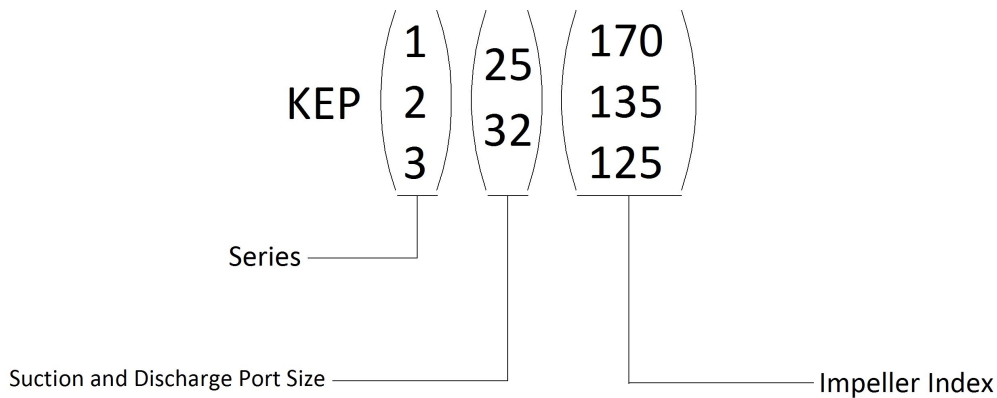 KEP
1
2
3
25
32
170
135
125
Series
Suction and Discharge Port Size
Impeller Index